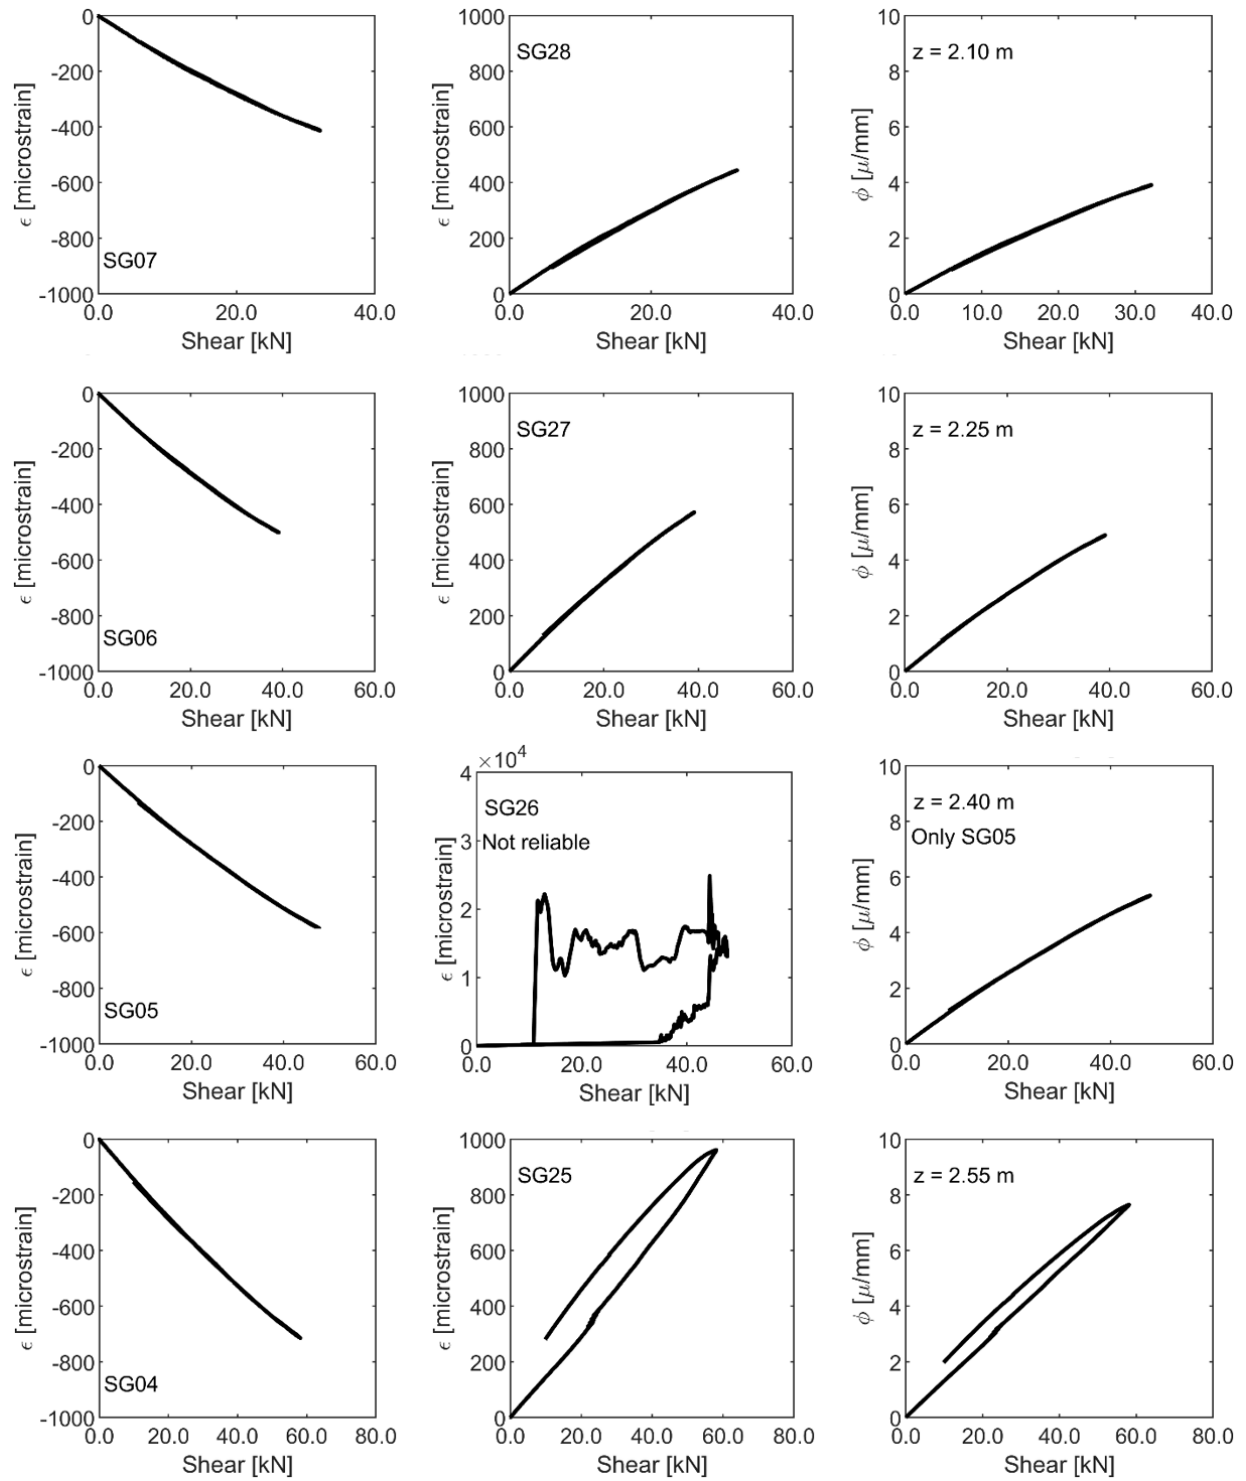 0
-200
-400
-600
-800
-1000
ϵ [microstrain]
SG07
0.0 20.0 40.0
Shear [kN]
1000
800
600
400
200
0
ϵ [microstrain]
SG28
0.0 20.0 40.0
Shear [kN]
10
8
6
4
2
0
ϕ [μ/mm]
z = 2.10 m
0.0 10.0 20.0 30.0 40.0
Shear [kN]
0
-200
-400
-600
-800
-1000
ϵ [microstrain]
SG06
0.0 20.0 40.0 60.0
Shear [kN]
1000
800
600
400
200
0
ϵ [microstrain]
SG27
0.0 20.0 40.0 60.0
Shear [kN]
10
8
6
4
2
0
ϕ [μ/mm]
z = 2.25 m
0.0 20.0 40.0 60.0
Shear [kN]
0
-200
-400
-600
-800
-1000
ϵ [microstrain]
SG05
0.0 20.0 40.0 60.0
Shear [kN]
×10⁴
4
3
2
1
0
ϵ [microstrain]
SG26
Not reliable
0.0 20.0 40.0 60.0
Shear [kN]
10
8
6
4
2
0
ϕ [μ/mm]
z = 2.40 m
Only SG05
0.0 20.0 40.0 60.0
Shear [kN]
0
-200
-400
-600
-800
-1000
ϵ [microstrain]
SG04
0.0 20.0 40.0 60.0 80.0
Shear [kN]
1000
800
600
400
200
0
ϵ [microstrain]
SG25
0.0 20.0 40.0 60.0 80.0
Shear [kN]
10
8
6
4
2
0
ϕ [μ/mm]
z = 2.55 m
0.0 20.0 40.0 60.0 80.0
Shear [kN]